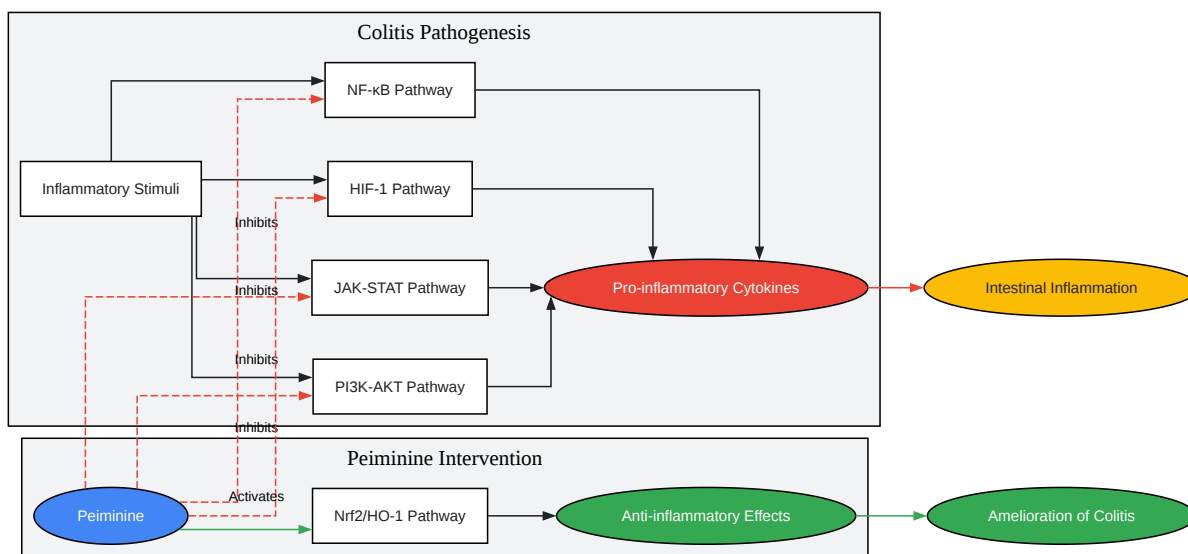 Colitis Pathogenesis
NF-κB Pathway
Inflammatory Stimuli
HIF-1 Pathway
Inhibits
JAK-STAT Pathway
Pro-inflammatory Cytokines
Intestinal Inflammation
Inhibits
Inhibits
PI3K-AKT Pathway
Inhibits
Peiminine Intervention
Activates
Peiminine
Nrf2/HO-1 Pathway
Anti-inflammatory Effects
Amelioration of Colitis